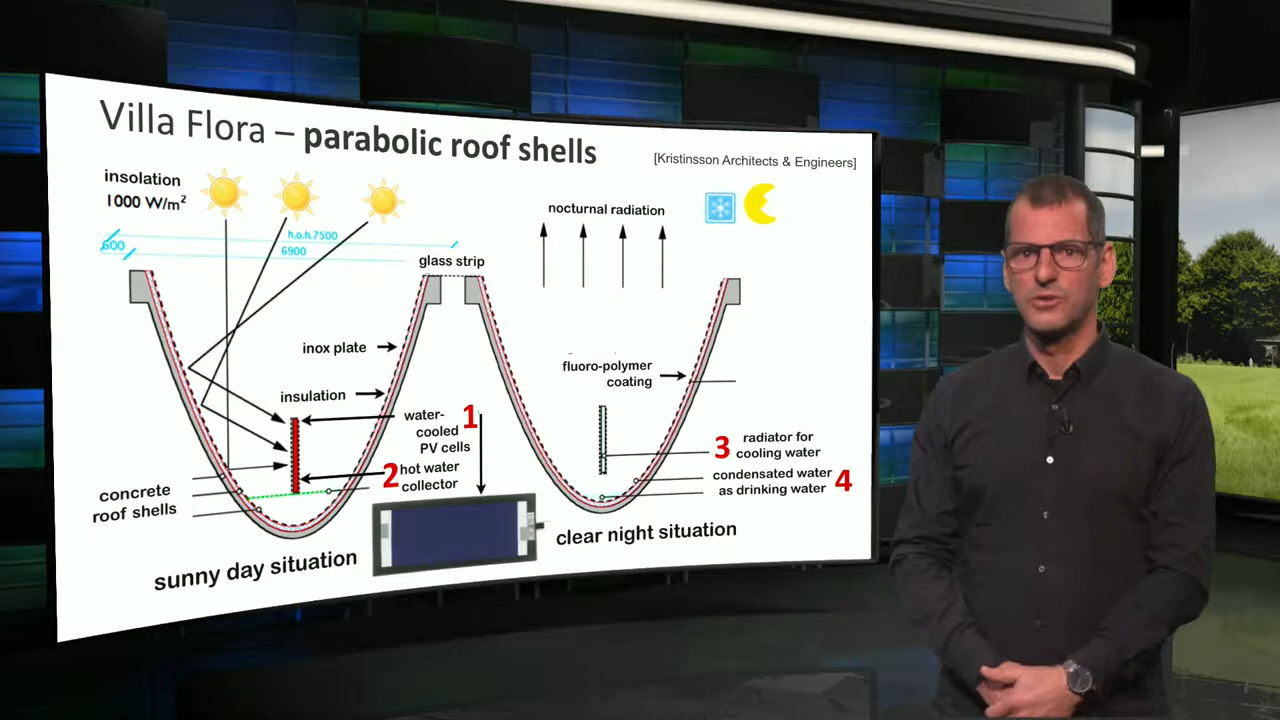 Villa Flora – parabolic roof shells
[Kristinsson Architects & Engineers]
insolation
1000 W/m²
600
h.o.h.7500
6900
glass strip
nocturnal radiation
inox plate
insulation
fluoro-polymer
coating
water-
cooled
PV cells
1
2
hot water
collector
3
radiator for
cooling water
condensated water
as drinking water
4
concrete
roof shells
sunny day situation
clear night situation